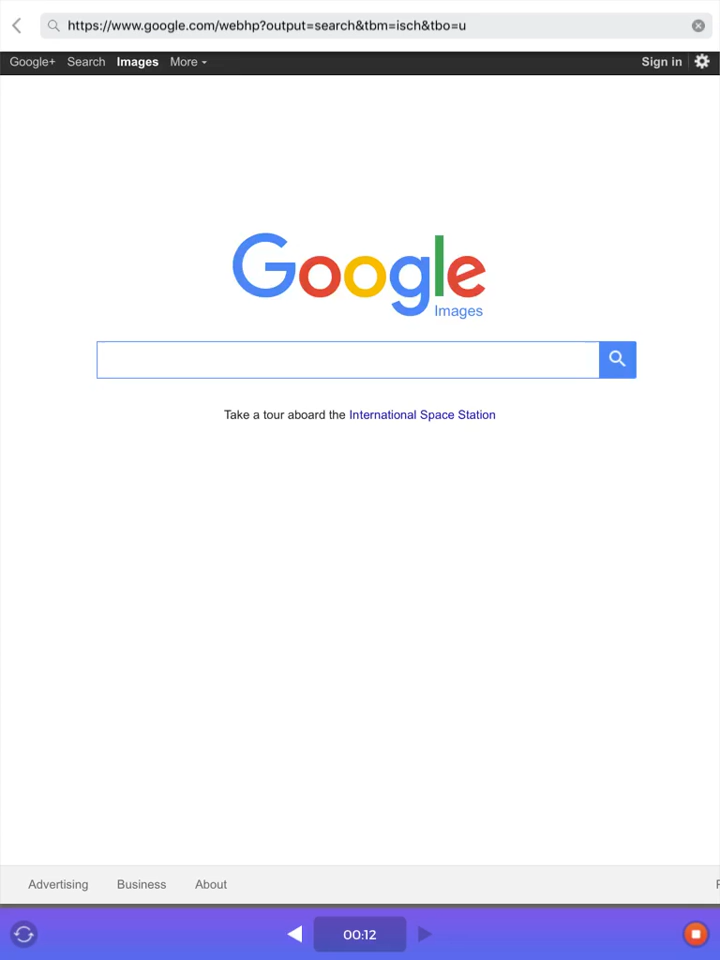 https://www.google.com/webhp?output=search&tbm=isch&tbo=u
Google+ Search Images More Sign in
Google
Images
Take a tour aboard the International Space Station
Advertising Business About
00:12